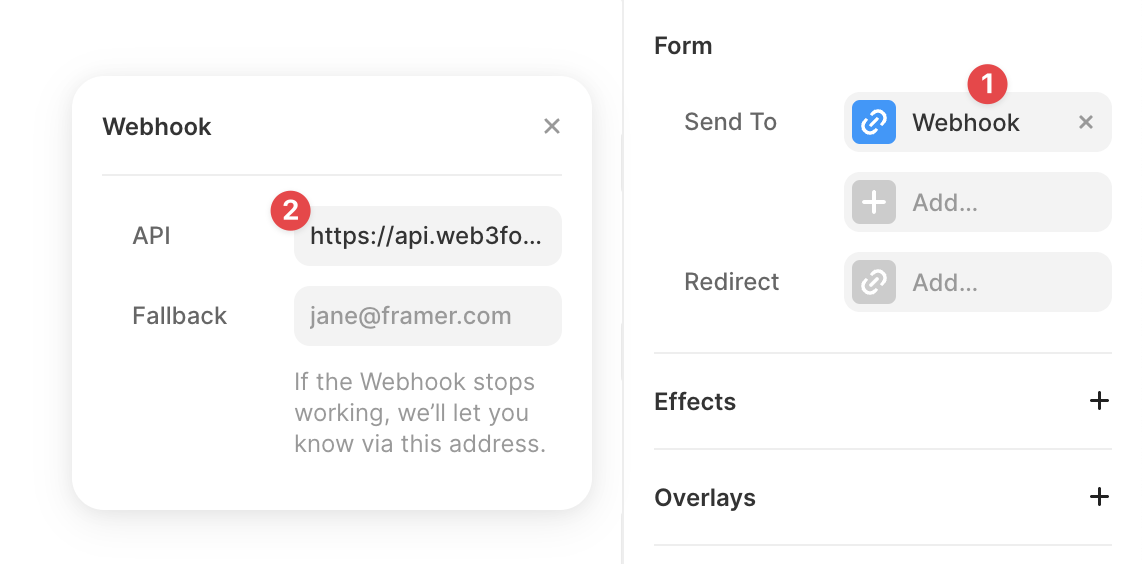 Webhook
API
2
https://api.web3fo...
Fallback
jane@framer.com
If the Webhook stops
working, we’ll let you
know via this address.
Form
1
Send To
Webhook
Add...
Redirect
Add...
Effects
Overlays